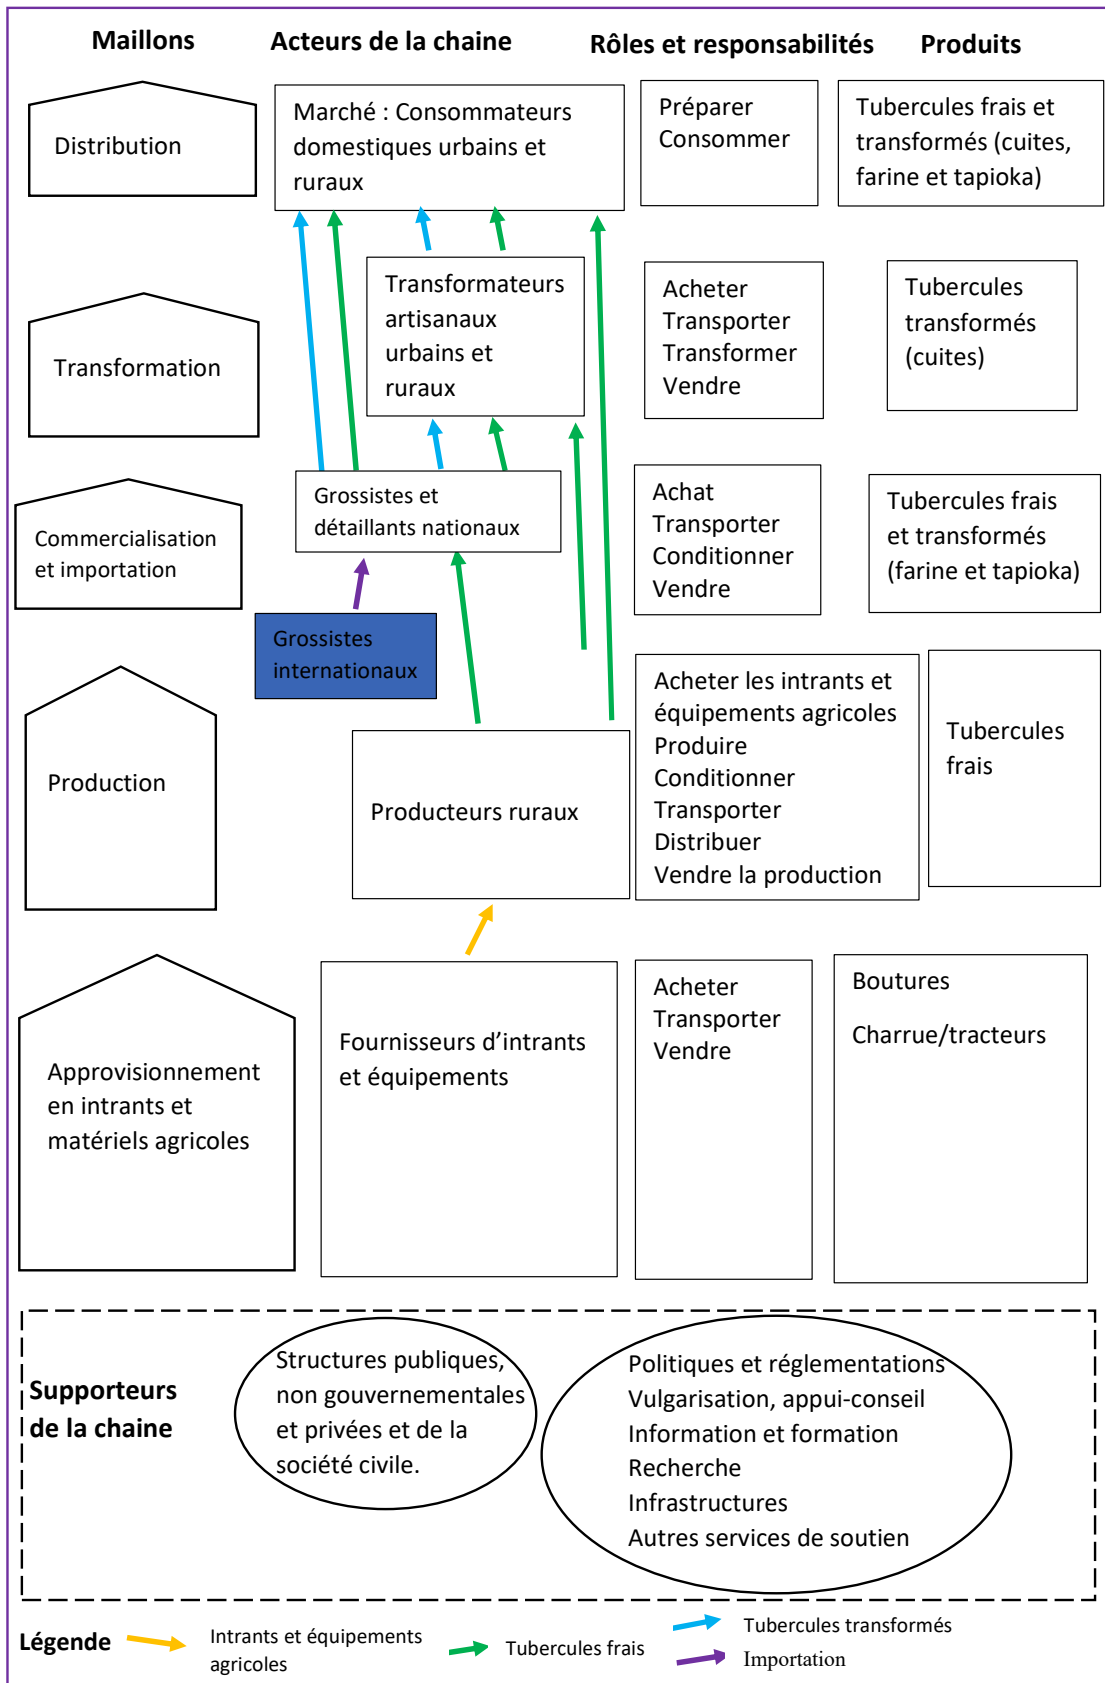 Maillons
Acteurs de la chaine
Rôles et responsabilités
Produits
Distribution
Marché : Consommateurs
domestiques urbains et
ruraux
Préparer
Consommer
Tubercules frais et
transformés (cuites,
farine et tapioka)
Transformation
Transformateurs
artisanaux
urbains et
ruraux
Acheter
Transporter
Transformer
Vendre
Tubercules
transformés
(cuites)
Commercialisation
et importation
Grossistes et
détaillants nationaux
Achat
Transporter
Conditionner
Vendre
Tubercules frais
et transformés
(farine et tapioka)
Grossistes
internationaux
Production
Producteurs ruraux
Acheter les intrants et
équipements agricoles
Produire
Conditionner
Transporter
Distribuer
Vendre la production
Tubercules
frais
Approvisionnement
en intrants et
matériels agricoles
Fournisseurs d’intrants
et équipements
Acheter
Transporter
Vendre
Boutures
Charrue/tracteurs
Supporteurs
de la chaine
Structures publiques,
non gouvernementales
et privées et de la
société civile.
Politiques et réglementations
Vulgarisation, appui-conseil
Information et formation
Recherche
Infrastructures
Autres services de soutien
Légende
Intrants et équipements
agricoles
Tubercules frais
Tubercules transformés
Importation